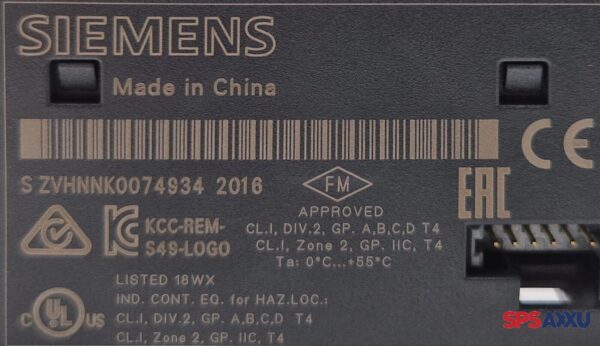 SIEMENS
Made in China
S ZVHNNK0074934 2016
FM
APPROVED
CL.I, DIV.2, GP. A,B,C,D T4
CL.I, Zone 2, GP. IIC, T4
Ta: 0°C...+55°C
CE
EAC
KC
KCC-REM-
S49-LOGO
LISTED 18WX
IND. CONT. EQ. for HAZ.LOC.:
CL.I, DIV.2, GP. A,B,C,D T4
CL.I, Zone 2, GP. IIC, T4
C UL US
SPSAXXU